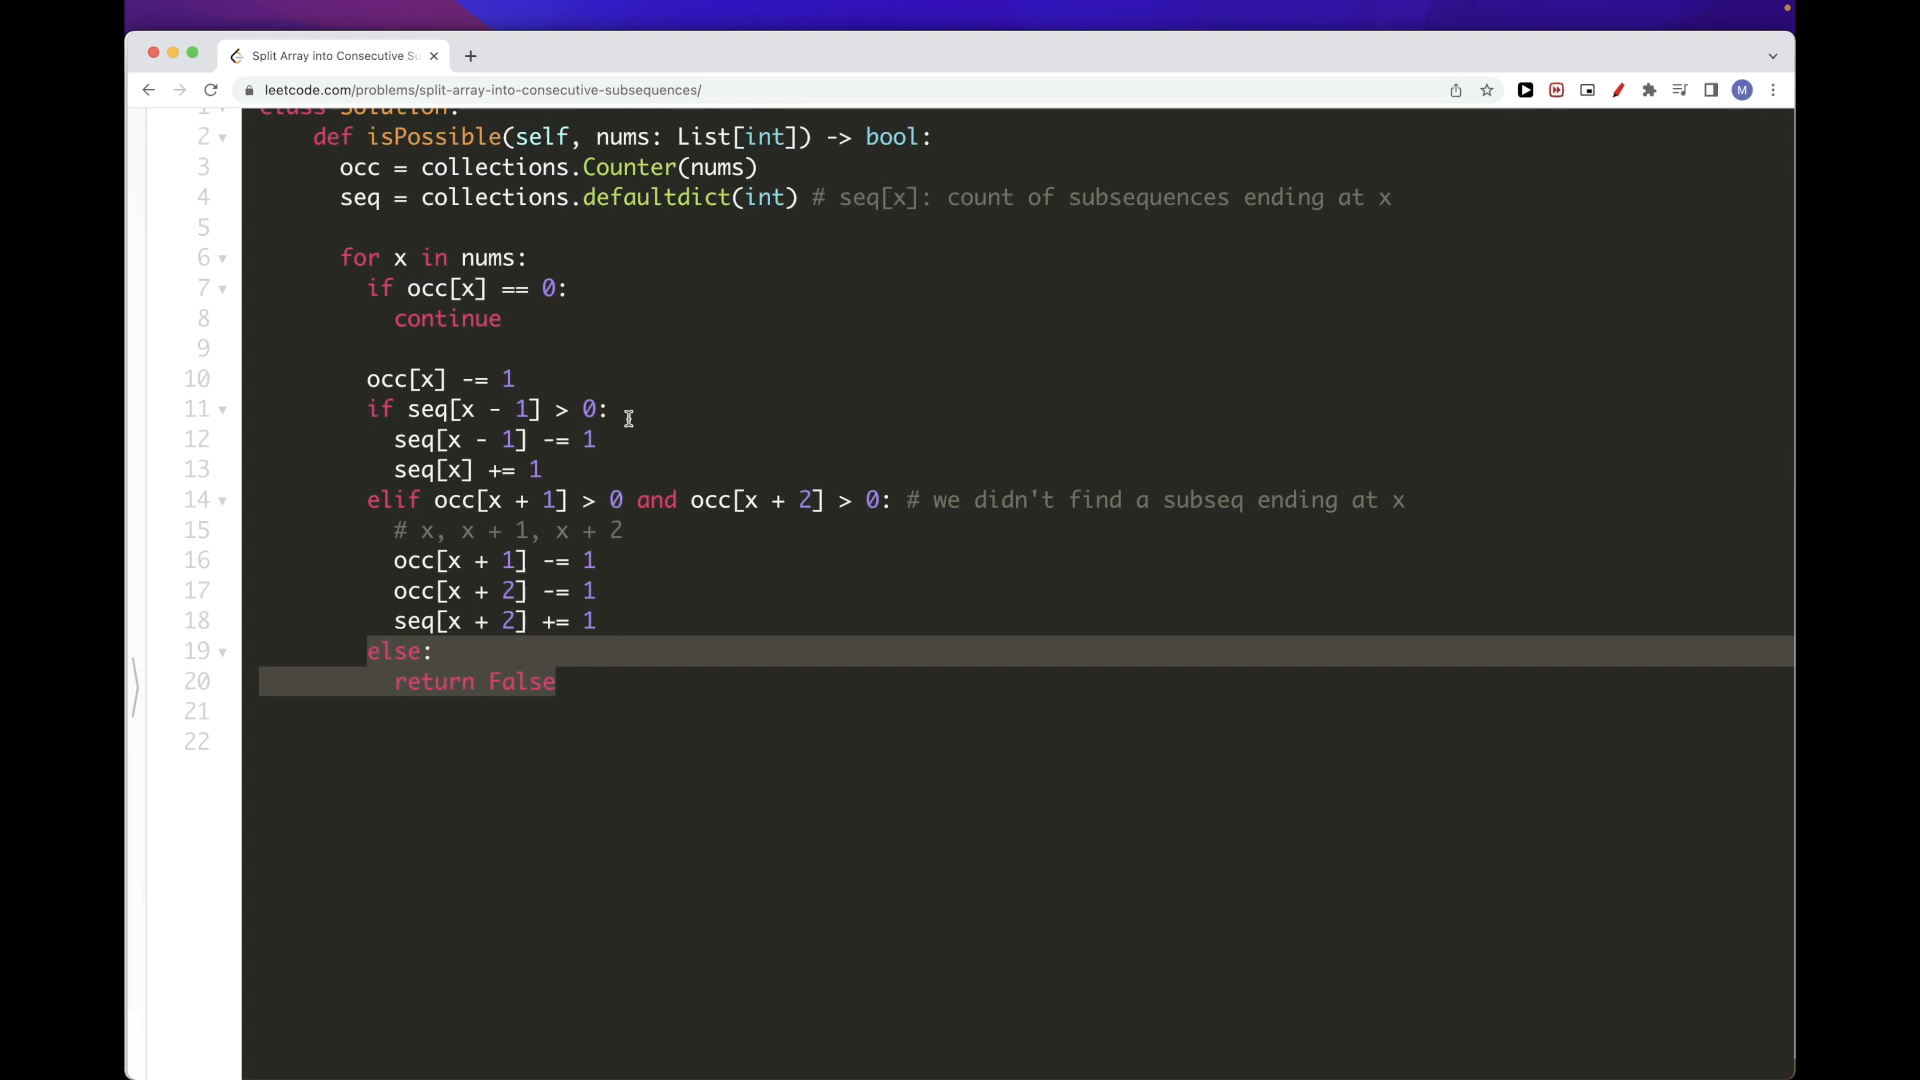 Split Array into Consecutive Su
leetcode.com/problems/split-array-into-consecutive-subsequences/
M
1 class Solution:
2 def isPossible(self, nums: List[int]) -> bool:
3 occ = collections.Counter(nums)
4 seq = collections.defaultdict(int) # seq[x]: count of subsequences ending at x
5
6 for x in nums:
7 if occ[x] == 0:
8 continue
9
10 occ[x] -= 1
11 if seq[x - 1] > 0:
12 seq[x - 1] -= 1
13 seq[x] += 1
14 elif occ[x + 1] > 0 and occ[x + 2] > 0: # we didn't find a subseq ending at x
15 # x, x + 1, x + 2
16 occ[x + 1] -= 1
17 occ[x + 2] -= 1
18 seq[x + 2] += 1
19 else:
20 return False
21
22